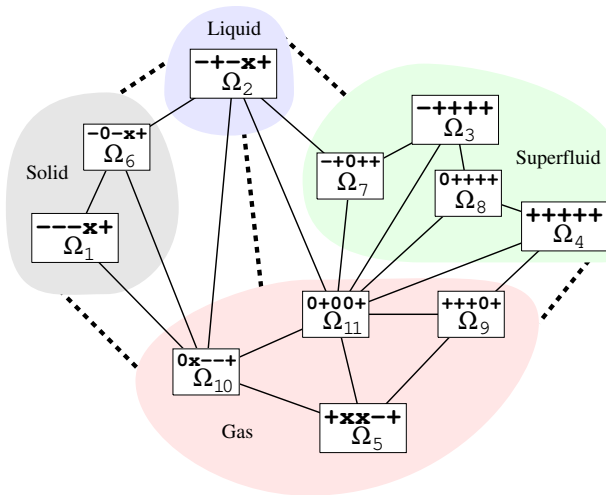 Liquid
-+-x+
Ω2
-++++
Ω3
-0-x+
Ω6
-+0++
Ω7
Superfluid
Solid
0++++
Ω8
---x+
Ω1
+++++
Ω4
0+00+
Ω11
+++0+
Ω9
0x--+
Ω10
+xx-+
Ω5
Gas